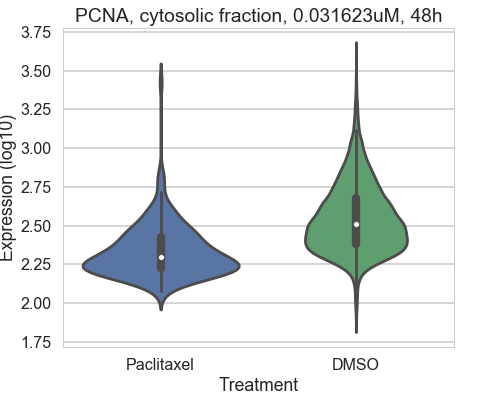 PCNA, cytosolic fraction, 0.031623uM, 48h
3.75
3.50
3.25
3.00
2.75
2.50
2.25
2.00
1.75
Expression (log10)
Paclitaxel
DMSO
Treatment